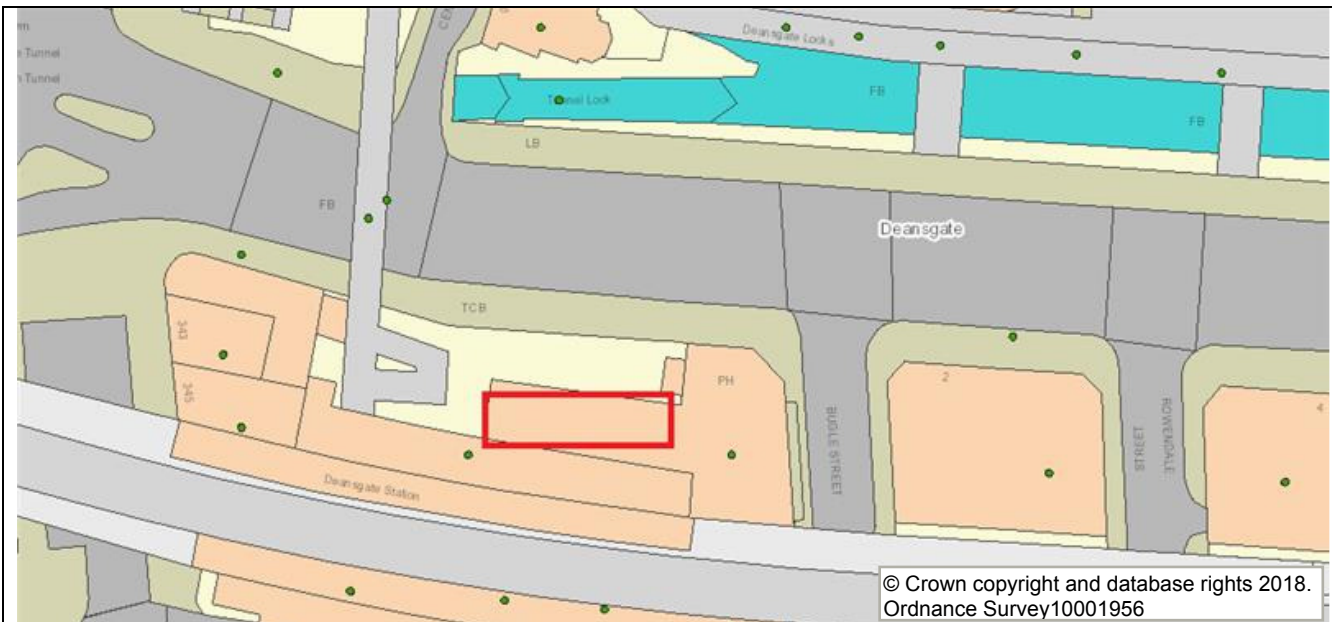 Tunnel
Tunnel
Deansgate Locks
Tunnel Lock
FB
FB
LB
FB
Deansgate
TCB
343
345
PH
2
4
BUGLE STREET
ROWENDALE
STREET
Deansgate Station
© Crown copyright and database rights 2018.
Ordnance Survey10001956